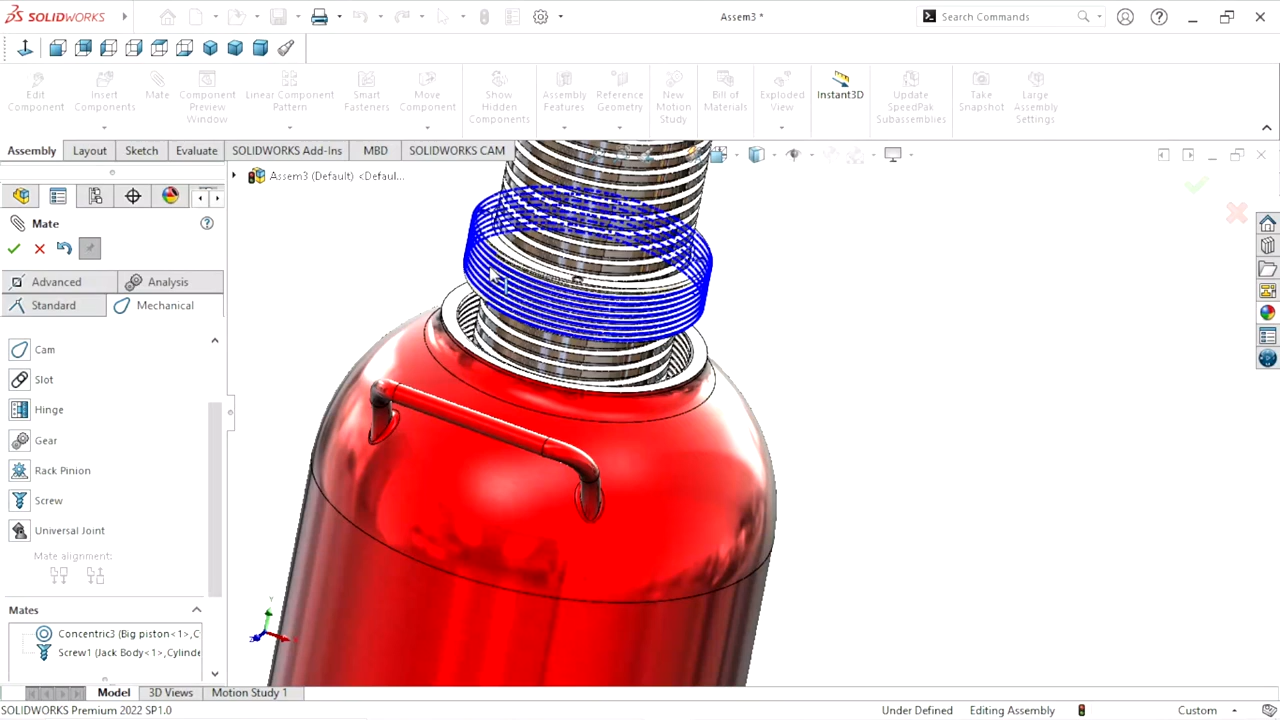 SOLIDWORKS
Assem3 *
Search Commands
Edit Component
Insert Components
Mate
Component Preview Window
Linear Component Pattern
Smart Fasteners
Move Component
Show Hidden Components
Assembly Features
Reference Geometry
New Motion Study
Bill of Materials
Exploded View
Instant3D
Update SpeedPak Subassemblies
Take Snapshot
Large Assembly Settings
Assembly
Layout
Sketch
Evaluate
SOLIDWORKS Add-Ins
MBD
SOLIDWORKS CAM
Assem3 (Default) <Defaul...
Mate
Advanced
Analysis
Standard
Mechanical
Cam
Slot
Hinge
Gear
Rack Pinion
Screw
Universal Joint
Mate alignment:
Mates
Concentric3 (Big piston<1>,C
Screw1 (Jack Body<1>,Cylinde
Y
Model
3D Views
Motion Study 1
SOLIDWORKS Premium 2022 SP1.0
Under Defined
Editing Assembly
Custom